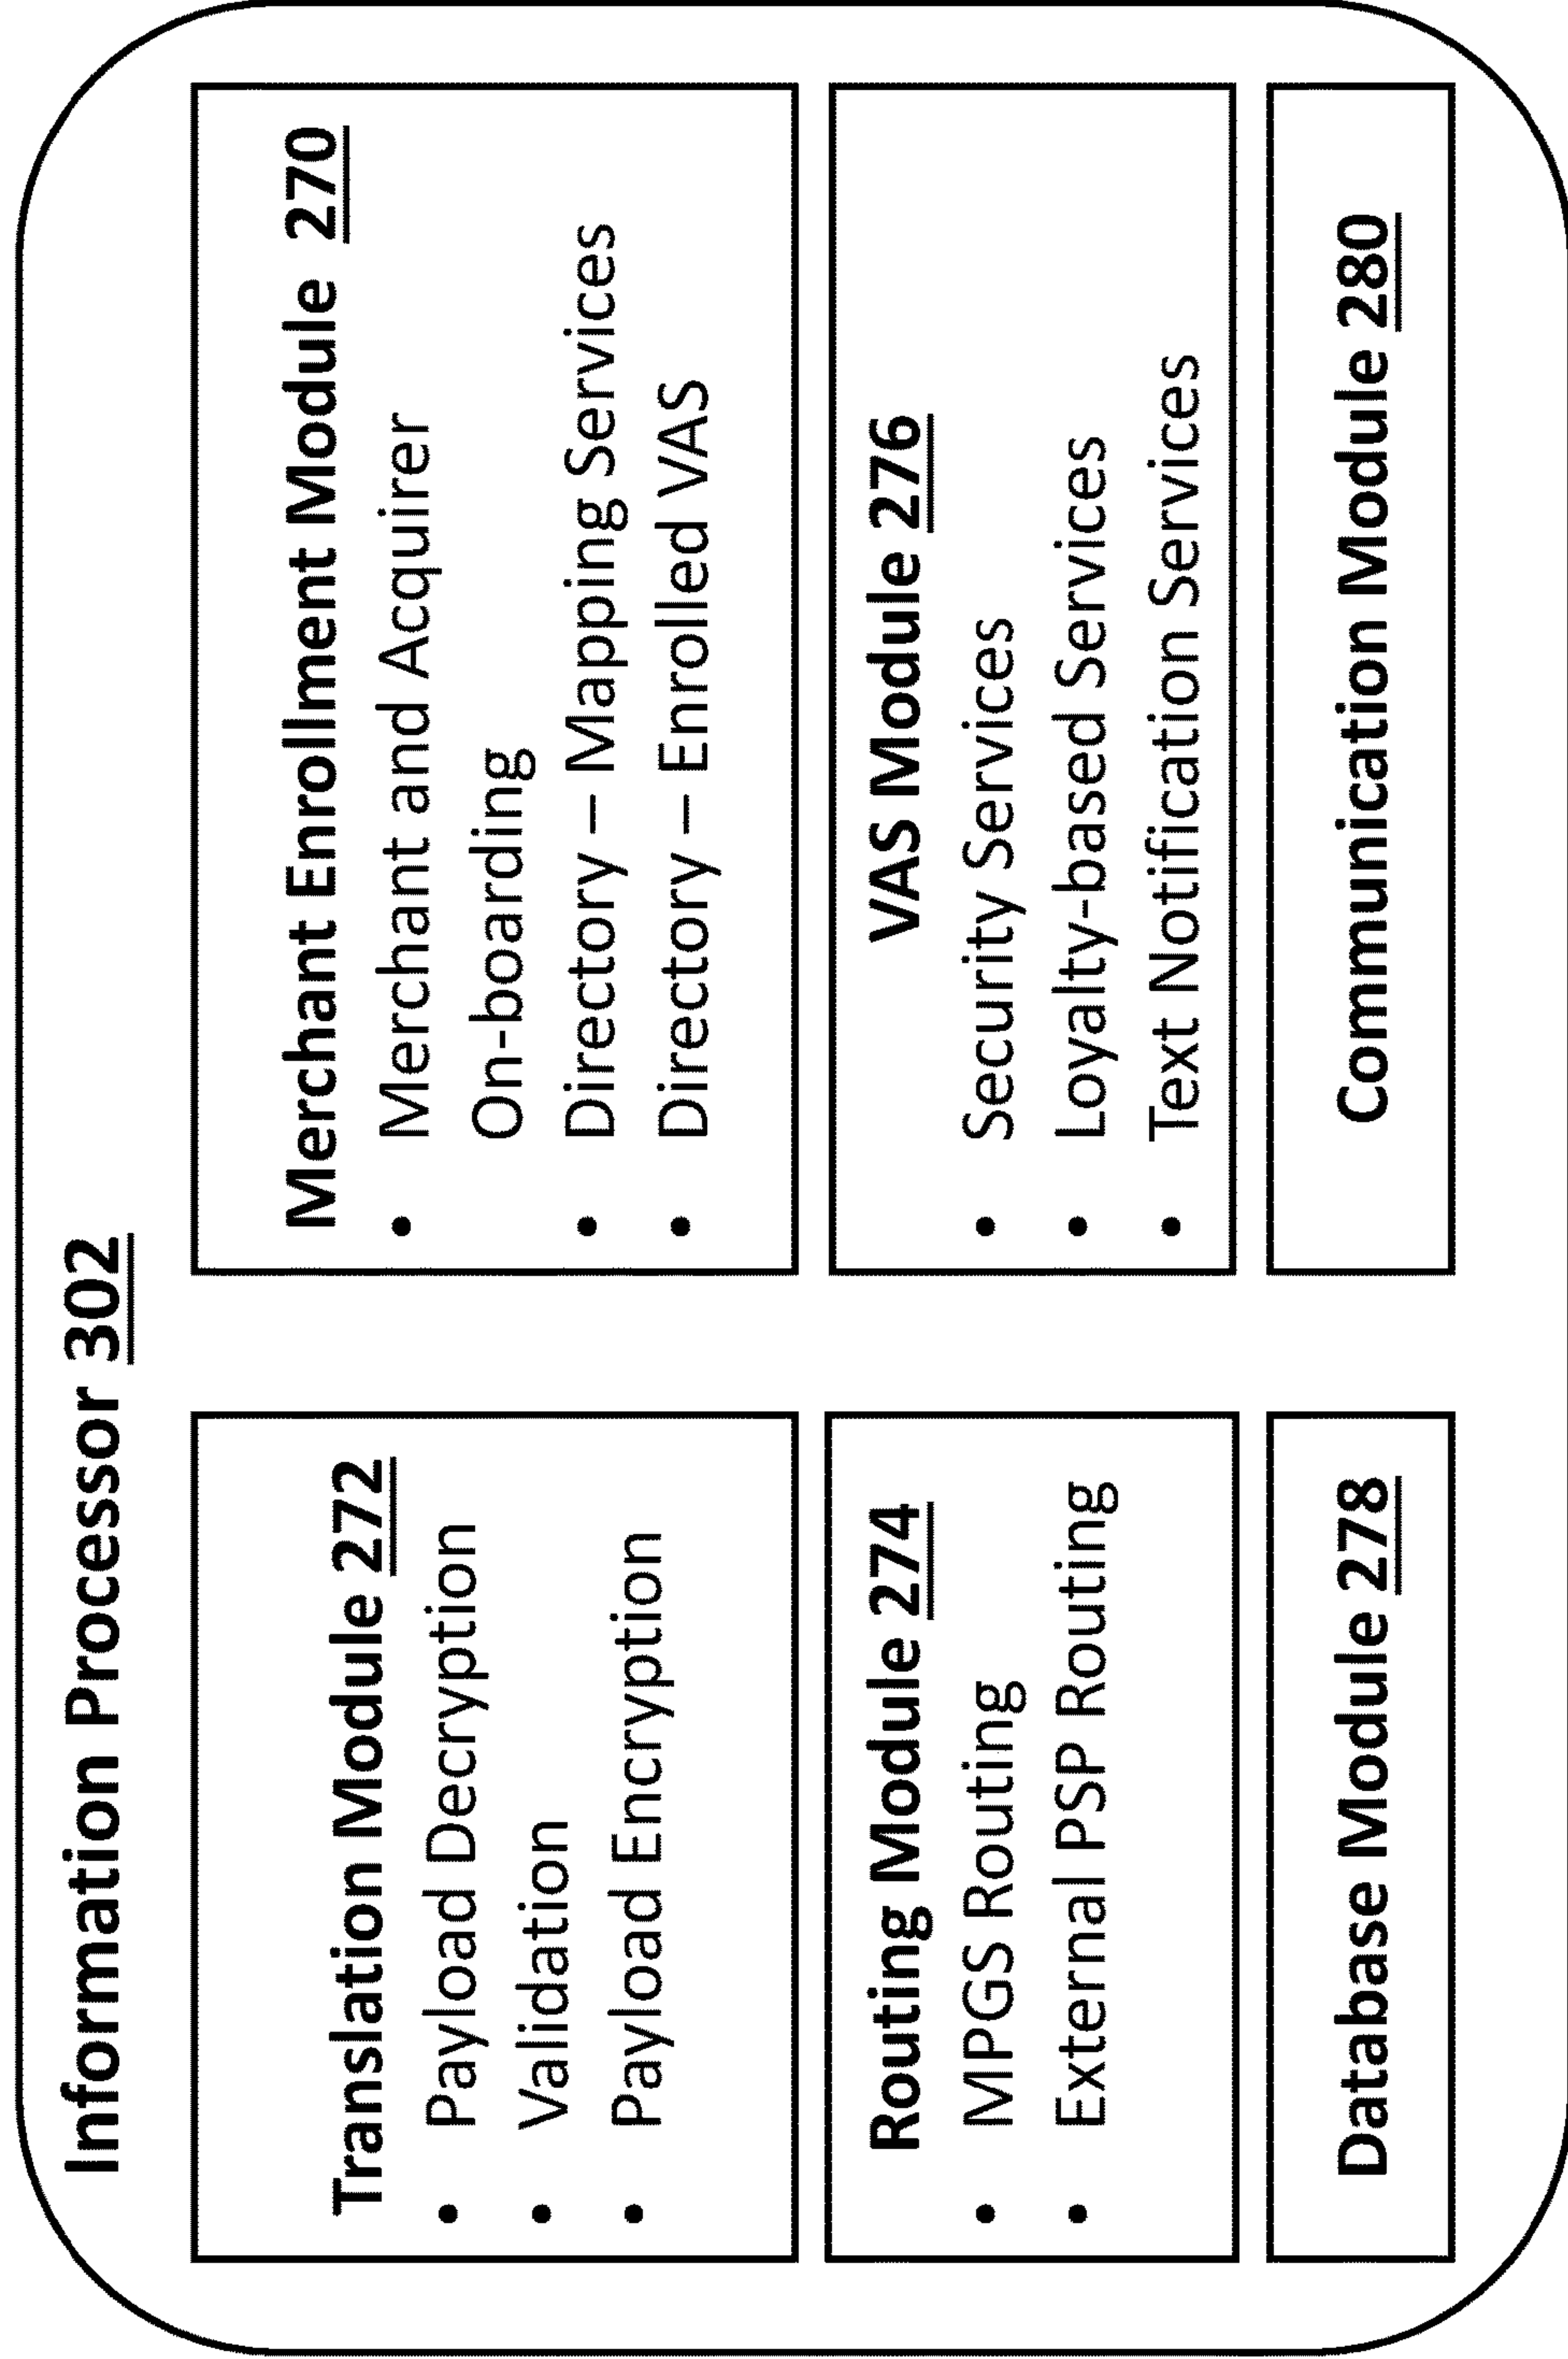 Information Processor 302
Translation Module 272
• Payload Decryption
• Validation
• Payload Encryption
Merchant Enrollment Module 270
• Merchant and Acquirer
On-boarding
• Directory – Mapping Services
• Directory – Enrolled VAS
Routing Module 274
• MPGS Routing
• External PSP Routing
VAS Module 276
• Security Services
• Loyalty-based Services
• Text Notification Services
Database Module 278
Communication Module 280